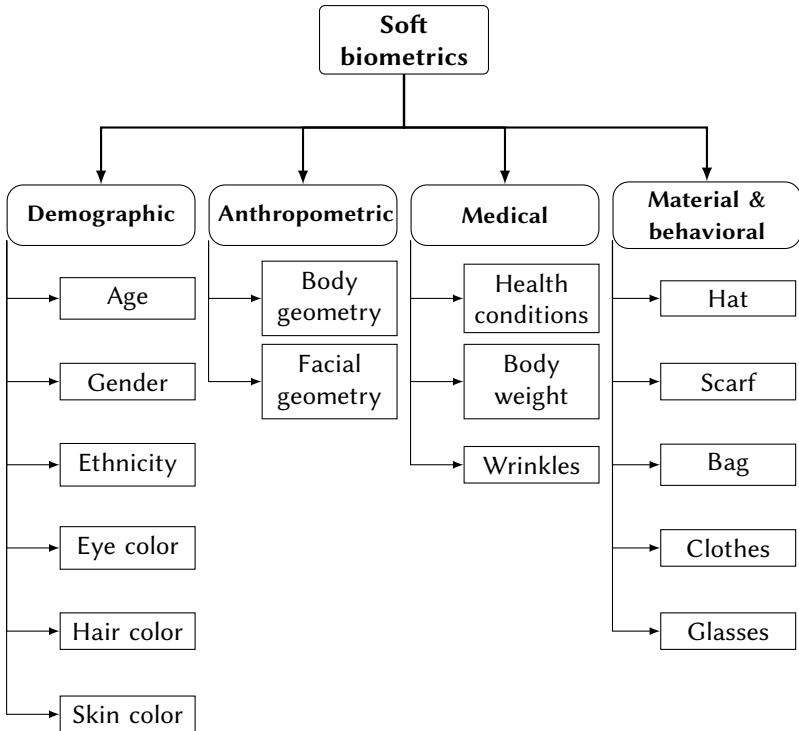 Soft
biometrics
Demographic
Age
Gender
Ethnicity
Eye color
Hair color
Skin color
Anthropometric
Body
geometry
Facial
geometry
Medical
Health
conditions
Body
weight
Wrinkles
Material &
behavioral
Hat
Scarf
Bag
Clothes
Glasses